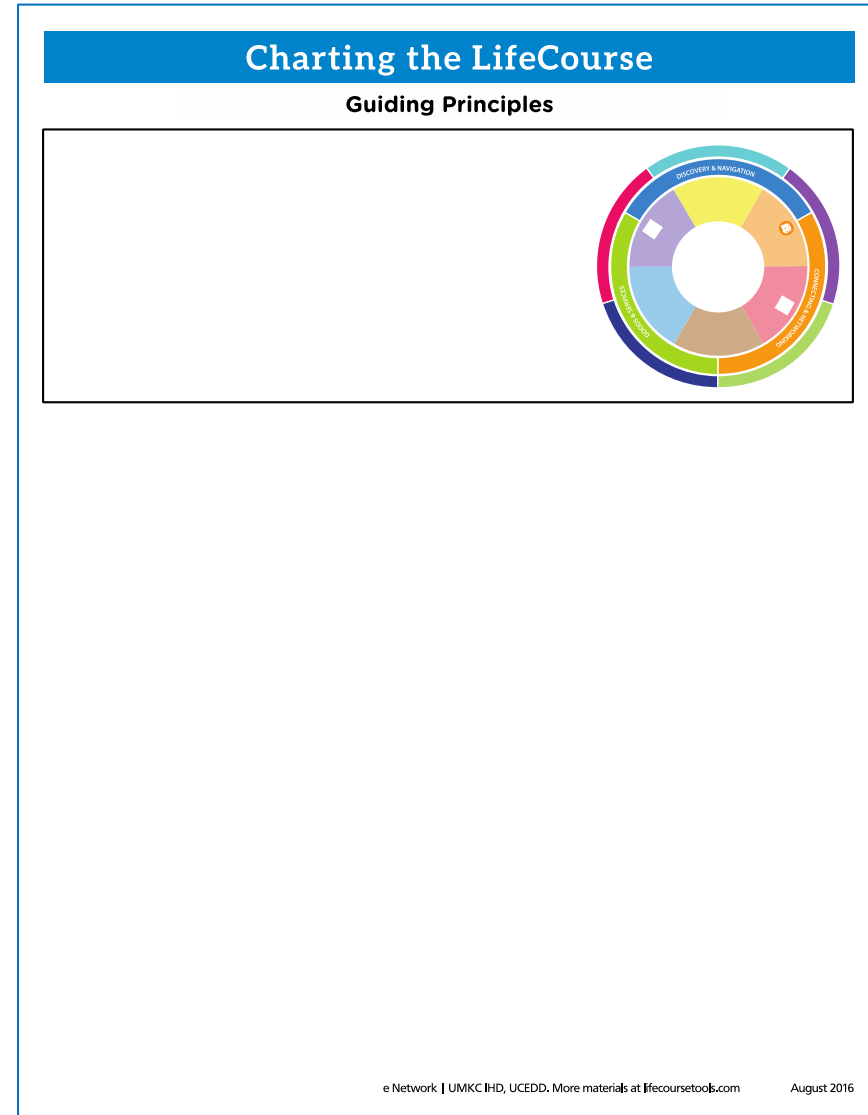 Charting the LifeCourse
Guiding Principles
DISCOVERY & NAVIGATION
CONNECTING & NETWORKING
GOODS & SERVICES
e Network | UMKC IHD, UCEDD. More materials at lifecoursetools.com
August 2016